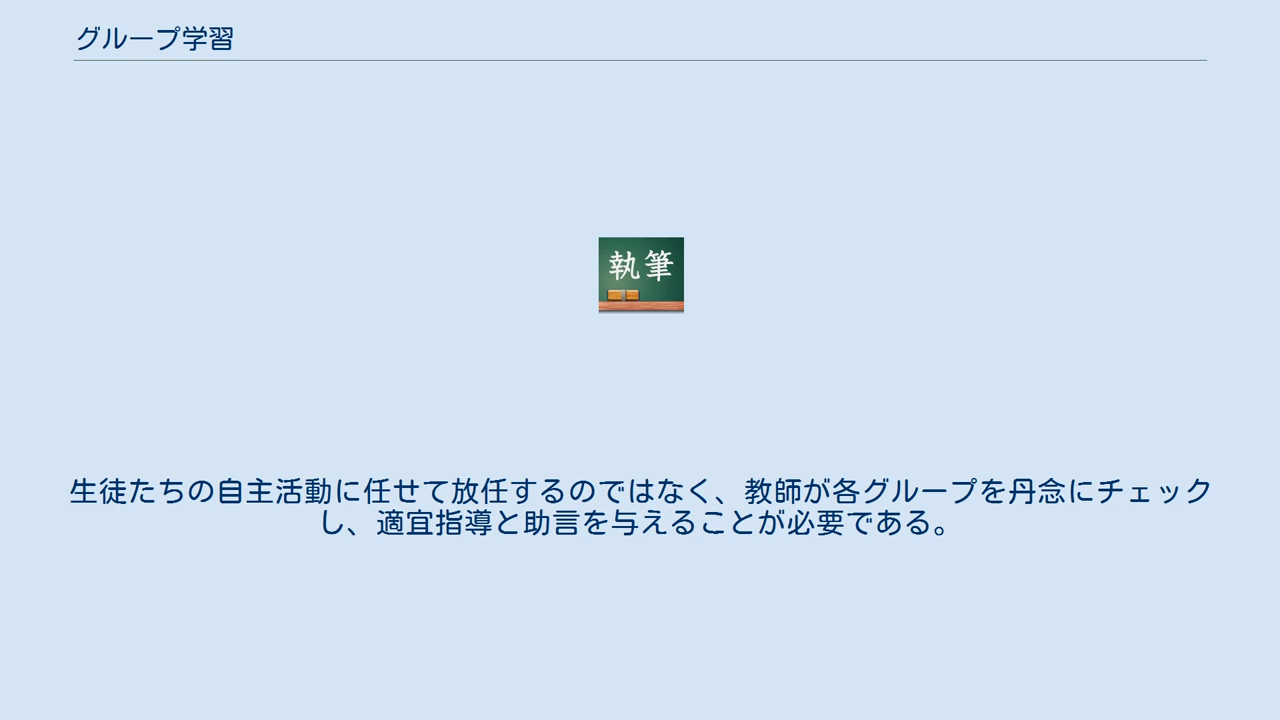 グループ学習
執筆
生徒たちの自主活動に任せて放任するのではなく、教師が各グループを丹念にチェック
し、適宜指導と助言を与えることが必要である。